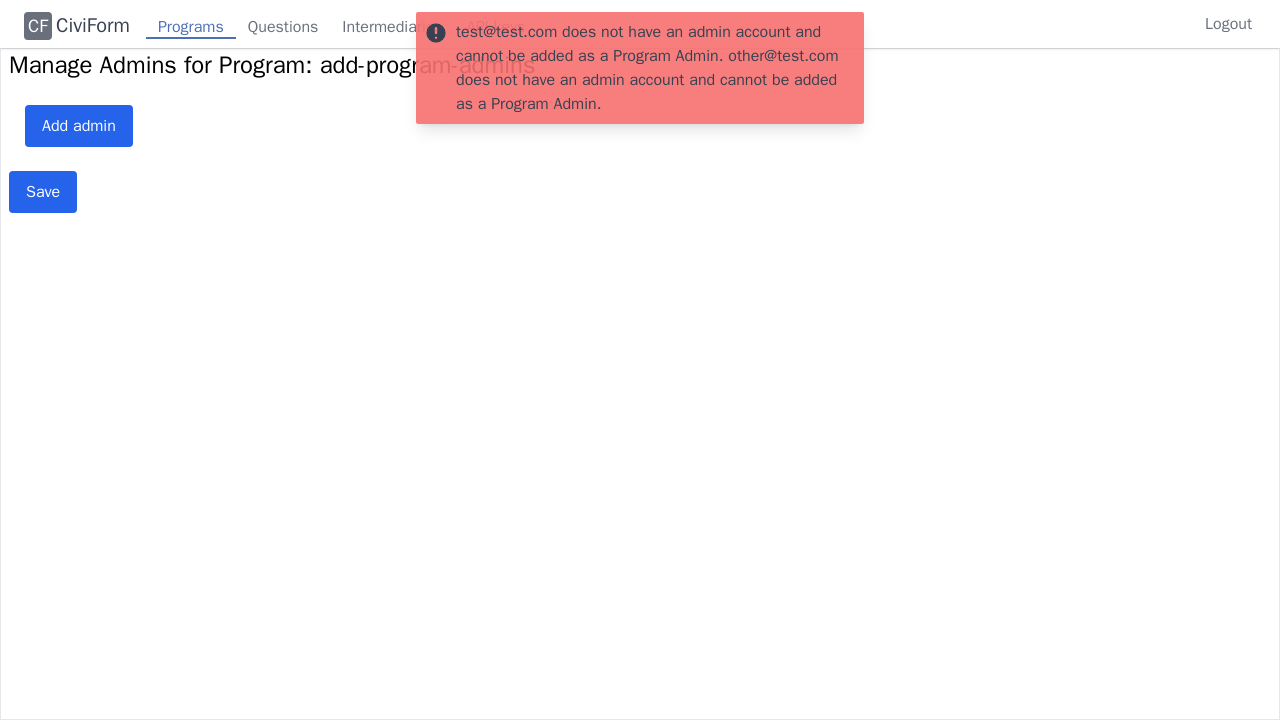 CF CiviForm Programs Questions Intermediaries Logout
test@test.com does not have an admin account and
cannot be added as a Program Admin. other@test.com
does not have an admin account and cannot be added
as a Program Admin.
Manage Admins for Program: add-program-admins
Add admin
Save